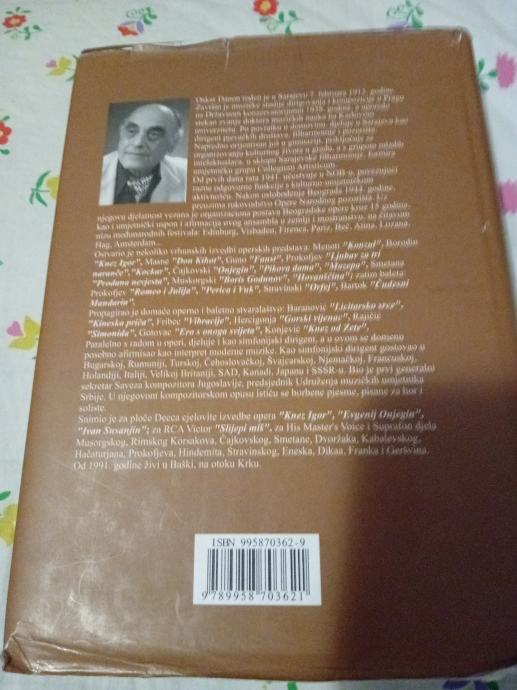 Oskar Danon rođen je u Sarajevu 7. februara 1913. godine.
Završio je muzičke studije dirigovanja i kompozicije u Pragu
na Državnom konzervatorijumu 1938. godine, a uporedo
stekao zvanje doktora muzičkih nauka na Karlovom
univerzitetu. Po povratku u domovinu djeluje u Sarajevu kao
dirigent pjevačkih društava, filharmonije i pozorišta.
Napredno orijentisan još u gimnaziji, priključuje se
organizovanju kulturnog života u gradu, a s grupom mladih
intelektualaca, u sklopu Sarajevske filharmonije, formira
umjetničku grupu Collegium Artisticum.
Od prvih dana rata 1941. učestvuje u NOB-u, povezujući
razne odgovorne funkcije s kulturno umjetničkom
aktivnošću. Nakon oslobođenja Beograda 1944. godine,
preuzima rukovodstvo Opere Narodnog pozorišta. Uz
njegovu djelatnost vezana je organizaciona postava Beogradske opere kroz 15 godina,
kao i umjetnički uspon i afirmacija ovog ansambla u zemlji i inostranstvu, na čitavom
nizu međunarodnih festivala: Edinburg, Visbaden, Firenca, Pariz, Beč, Atina, Lozana,
Hag, Amsterdam...
Ostvario je nekoliko vrhunskih izvedbi operskih predstava: Menoti "Konzul", Borodin
"Knez Igor", Masne "Don Kihot", Guno "Faust", Prokofjev "Ljubav za tri
naranče", "Kockar", Čajkovski "Onjegin", "Pikova dama", "Mazepa", Smetana
"Prodana nevjesta", Musorgski "Boris Godunov", "Hovanščina"; zatim baleta:
Prokofjev "Romeo i Julija", "Perica i Vuk", Stravinski "Orfej", Bartok "Čudesni
Mandarin".
Propagirao je domaće operno i baletno stvaralaštvo: Baranović "Licitarsko srce",
"Kineska priča", Fribec "Vibracije", Hercigonja "Gorski vijenac", Rajičić
"Simonida", Gotovac "Ero s onoga svijeta", Konjević "Knez od Zete".
Paralelno s radom u operi, djeluje i kao simfonijski dirigent, a u ovom se domenu
posebno afirmisao kao interpret moderne muzike. Kao simfonijski dirigent gostovao u
Bugarskoj, Rumuniji, Turskoj, Čehoslovačkoj, Švajcarskoj, Njemačkoj, Francuskoj,
Holandiji, Italiji, Velikoj Britaniji, SAD, Kanadi, Japanu i SSSR-u. Bio je prvi generalni
sekretar Saveza kompozitora Jugoslavije, predsjednik Udruženja muzičkih umjetnika
Srbije. U njegovom kompozitorskom opusu ističu se borbene pjesme, pisane za hor i
soliste.
Snimio je za ploče Decca cjelovite izvedbe opera "Knez Igor", "Evgenij Onjegin",
"Ivan Susanjin"; za RCA Victor "Slijepi miš", za His Master's Voice i Suprafon djela
Musorgskog, Rimskog Korsakova, Čajkovskog, Smetane, Dvoržaka, Kabalevskog,
Hačaturjana, Prokofjeva, Hindemita, Stravinskog, Eneska, Dikaa, Franka i Geršvina.
Od 1991. godine živi u Baški, na otoku Krku.
ISBN 995870362-9
9 789958 703621